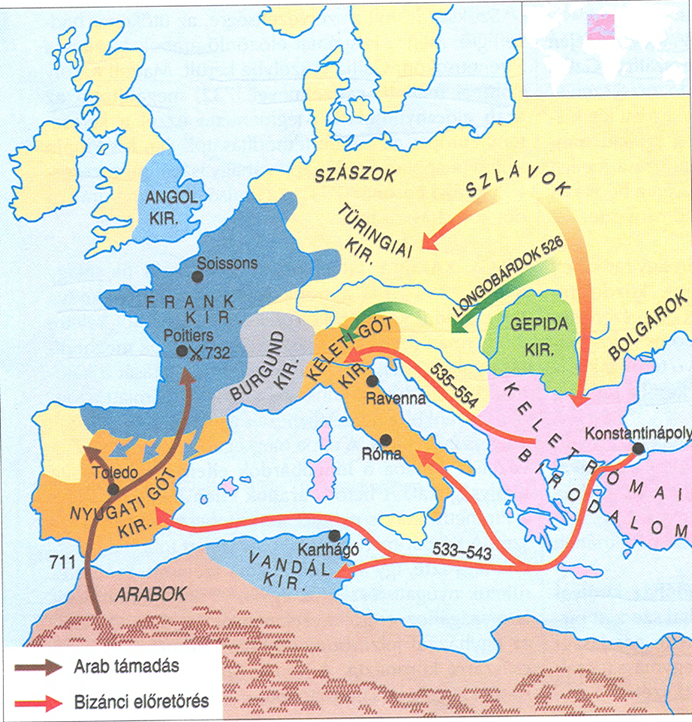 SZÁSZOK
SZLÁVOK
ANGOL
KIR.
TÜRINGIAI
KIR.
Soissons
LONGOBÁRDOK 526
FRANK
KIR.
Poitiers
732
BURGUND
KIR.
KELETI GÓT
KIR.
GEPIDA
KIR.
BOLGÁROK
535–554
Ravenna
KELETRÓMAI
BIRODALOM
Konstantinápoly
Róma
Toledo
NYUGATI GÓT
KIR.
Karthágó
533–543
VANDÁL
KIR.
711
ARABOK
Arab támadás
Bizánci előretörés